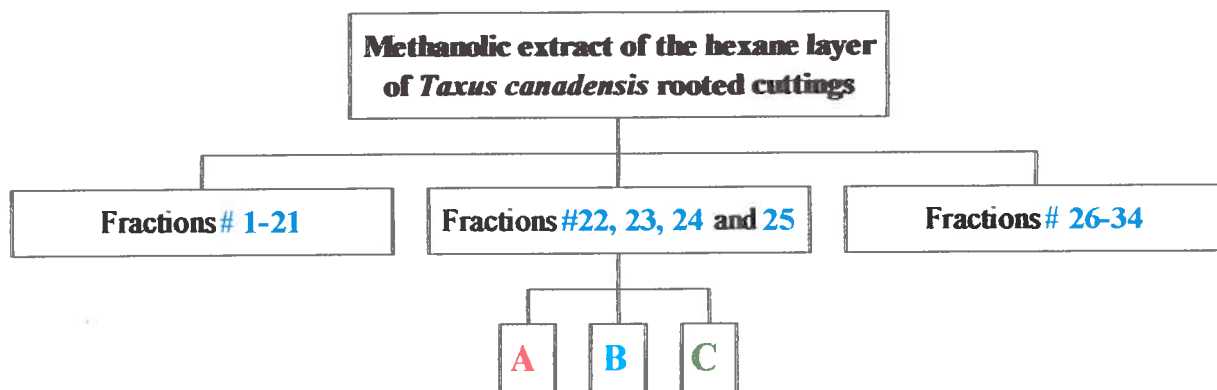 Methanolic extract of the hexane layer
of Taxus canadensis rooted cuttings
Fractions # 1-21
Fractions #22, 23, 24 and 25
Fractions # 26-34
A
B
C